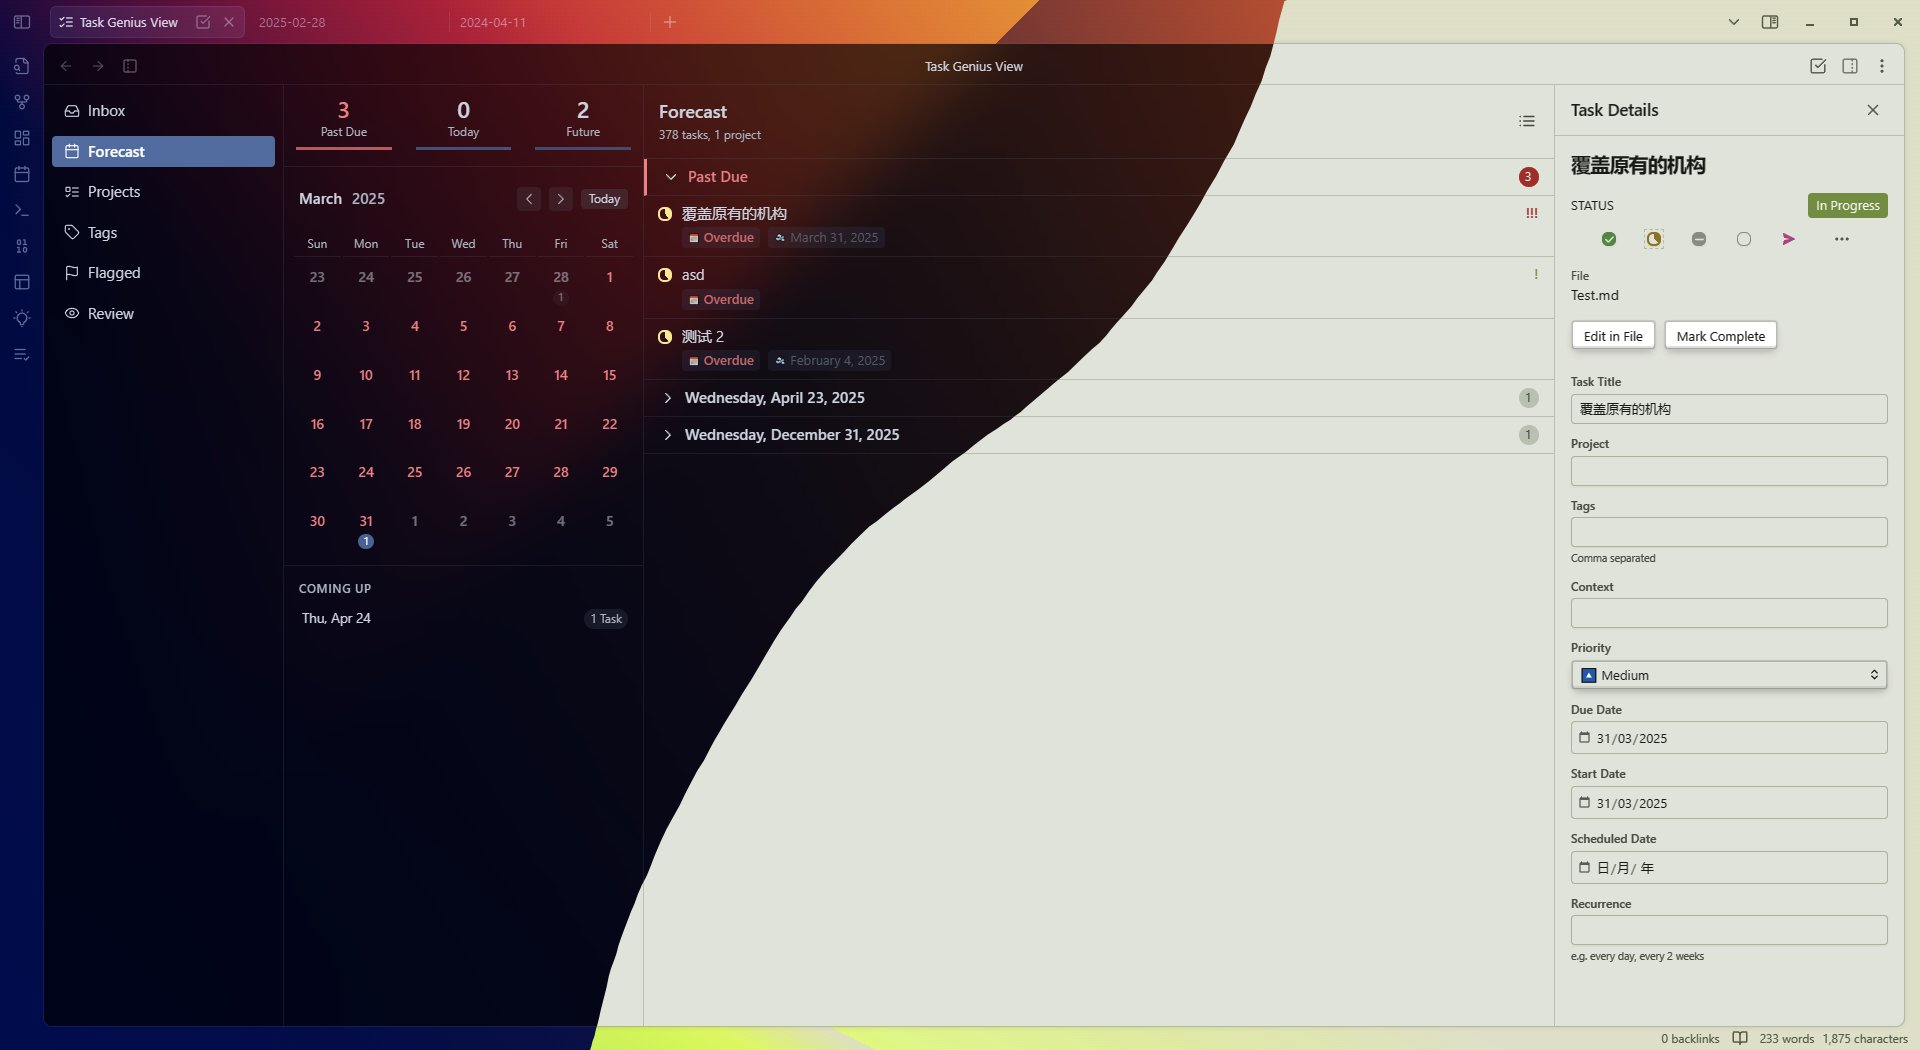 Task Genius View
2025-02-28
2024-04-11
Task Genius View
Inbox
Forecast
Projects
Tags
Flagged
Review
3
Past Due
0
Today
2
Future
March 2025
Today
Sun Mon Tue Wed Thu Fri Sat
23 24 25 26 27 28 1
1
2 3 4 5 6 7 8
9 10 11 12 13 14 15
16 17 18 19 20 21 22
23 24 25 26 27 28 29
30 31 1 2 3 4 5
1
COMING UP
Thu, Apr 24
1 Task
Forecast
378 tasks, 1 project
Past Due
3
覆盖原有的机构
!!!
Overdue
March 31, 2025
asd
!
Overdue
测试 2
Overdue
February 4, 2025
Wednesday, April 23, 2025
1
Wednesday, December 31, 2025
1
Task Details
覆盖原有的机构
STATUS
In Progress
File
Test.md
Edit in File
Mark Complete
Task Title
覆盖原有的机构
Project
Tags
Comma separated
Context
Priority
Medium
Due Date
31/03/2025
Start Date
31/03/2025
Scheduled Date
日/月/年
Recurrence
e.g. every day, every 2 weeks
0 backlinks
233 words
1,875 characters